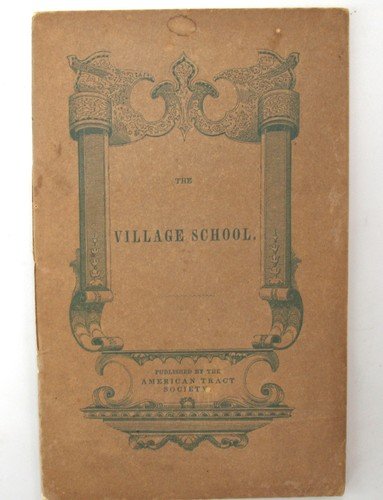 THE
VILLAGE SCHOOL.
PUBLISHED BY THE
AMERICAN TRACT
SOCIETY